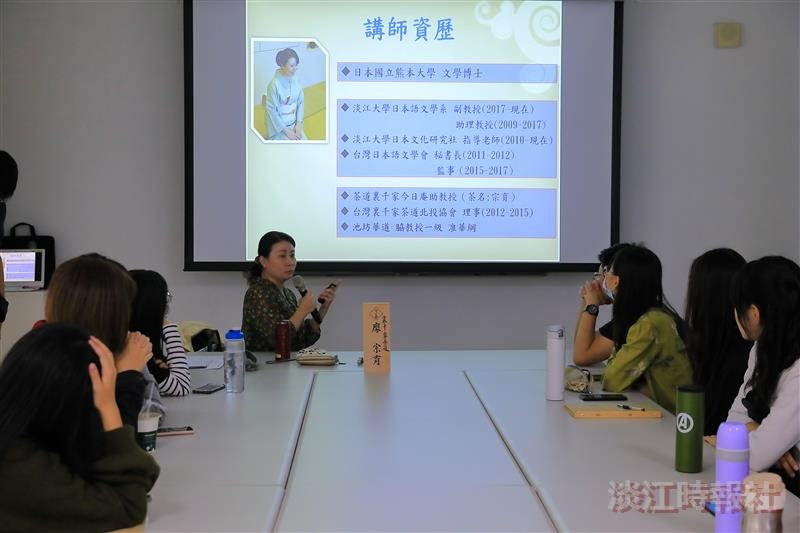 講師資歷
◆日本國立熊本大學 文學博士
◆淡江大學日本語文學系 副教授(2017-現在)
助理教授(2009-2017)
◆淡江大學日本文化研究社 指導老師(2010-現在)
◆台灣日本語文學會 秘書長(2011-2012)
監事(2015-2017)
◆茶道裏千家今日庵助教授(茶名;宗育)
◆台灣裏千家茶道北投協會 理事(2012-2015)
◆池坊華道 脇教授一級 准華綱
裏千家茶道
廖宗育
淡江時報社